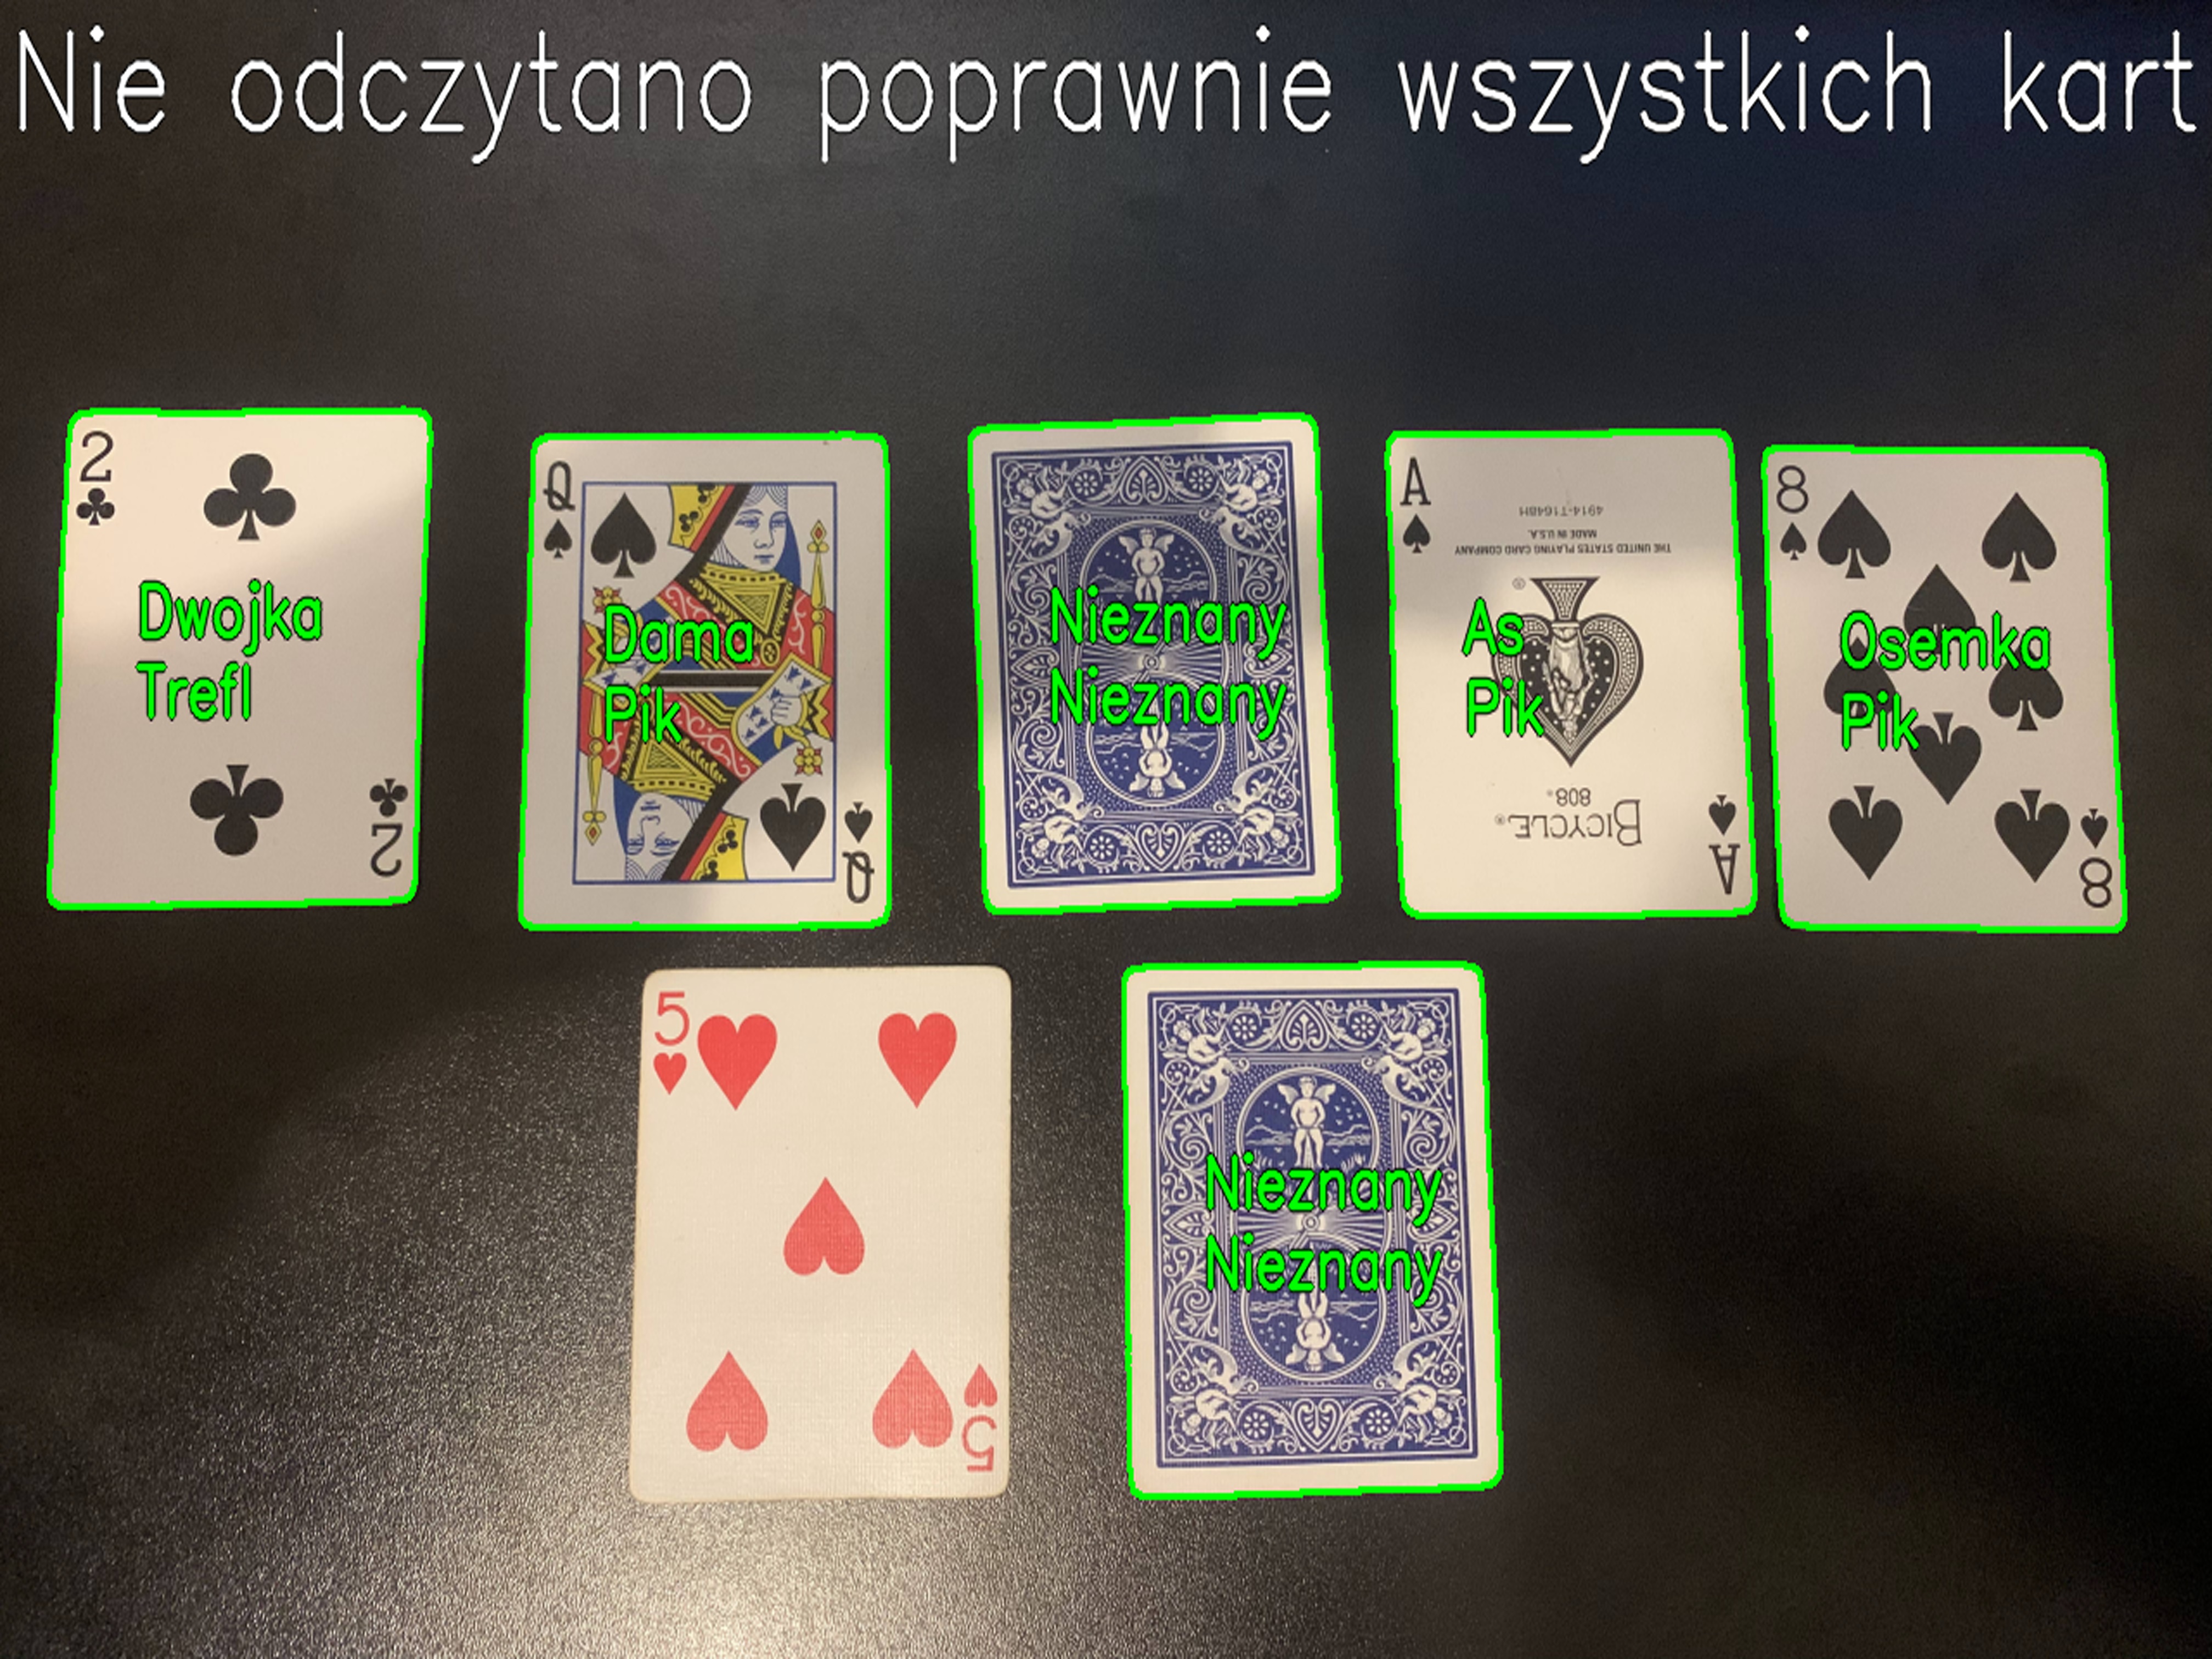 Nie odczytano poprawnie wszystkich kart
2
2
Dwojka
Trefl
Q
Q
Dama
Pik
Nieznany
Nieznany
A
4914-T1648M
MADE IN U.S.A.
THE UNITED STATES PLAYING CARD COMPANY
®
As
Pik
808®
BICYCLE®
A
8
Osemka
Pik
8
5
5
Nieznany
Nieznany